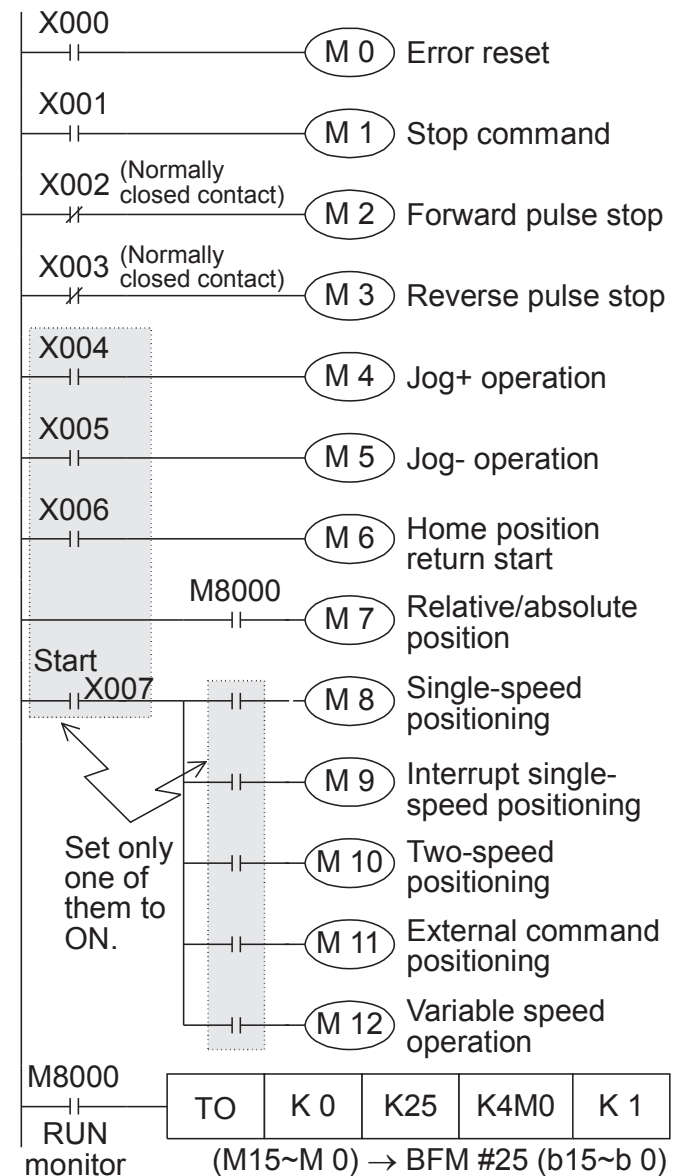 X000
M 0 Error reset
X001
M 1 Stop command
X002 (Normally
closed contact)
M 2 Forward pulse stop
X003 (Normally
closed contact)
M 3 Reverse pulse stop
X004
M 4 Jog+ operation
X005
M 5 Jog- operation
X006
M 6 Home position
return start
M8000
M 7 Relative/absolute
position
Start
X007
M 8 Single-speed
positioning
M 9 Interrupt single-
speed positioning
Set only
one of
them to
ON.
M 10 Two-speed
positioning
M 11 External command
positioning
M 12 Variable speed
operation
M8000
TO K 0 K25 K4M0 K 1
RUN
monitor
(M15~M 0) → BFM #25 (b15~b 0)